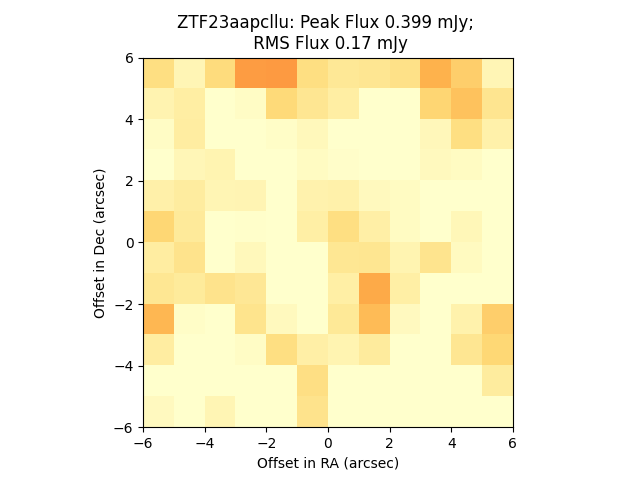 ZTF23aapcllu: Peak Flux 0.399 mJy;
RMS Flux 0.17 mJy
6
4
2
0
−2
−4
−6
Offset in Dec (arcsec)
−6 −4 −2 0 2 4 6
Offset in RA (arcsec)